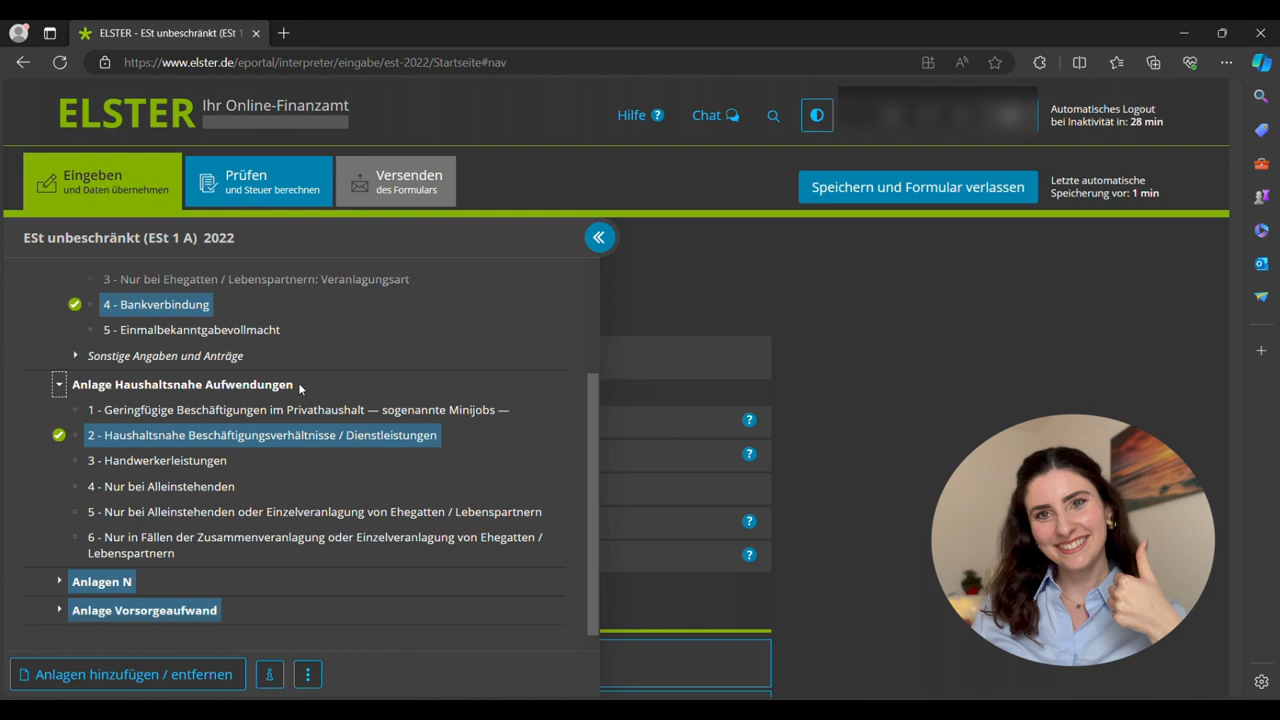 ELSTER - ESt unbeschränkt (ESt 1
https://www.elster.de/eportal/interpreter/eingabe/est-2022/Startseite#nav
ELSTER Ihr Online-Finanzamt
Hilfe ?
Chat
Automatisches Logout
bei Inaktivität in: 28 min
Eingeben
und Daten übernehmen
Prüfen
und Steuer berechnen
Versenden
des Formulars
Speichern und Formular verlassen
Letzte automatische
Speicherung vor: 1 min
ESt unbeschränkt (ESt 1 A) 2022
3 - Nur bei Ehegatten / Lebenspartnern: Veranlagungsart
4 - Bankverbindung
5 - Einmalbekanntgabevollmacht
Sonstige Angaben und Anträge
Anlage Haushaltsnahe Aufwendungen
1 - Geringfügige Beschäftigungen im Privathaushalt — sogenannte Minijobs —
2 - Haushaltsnahe Beschäftigungsverhältnisse / Dienstleistungen
3 - Handwerkerleistungen
4 - Nur bei Alleinstehenden
5 - Nur bei Alleinstehenden oder Einzelveranlagung von Ehegatten / Lebenspartnern
6 - Nur in Fällen der Zusammenveranlagung oder Einzelveranlagung von Ehegatten /
Lebenspartnern
Anlagen N
Anlage Vorsorgeaufwand
Anlagen hinzufügen / entfernen
?
?
?
?